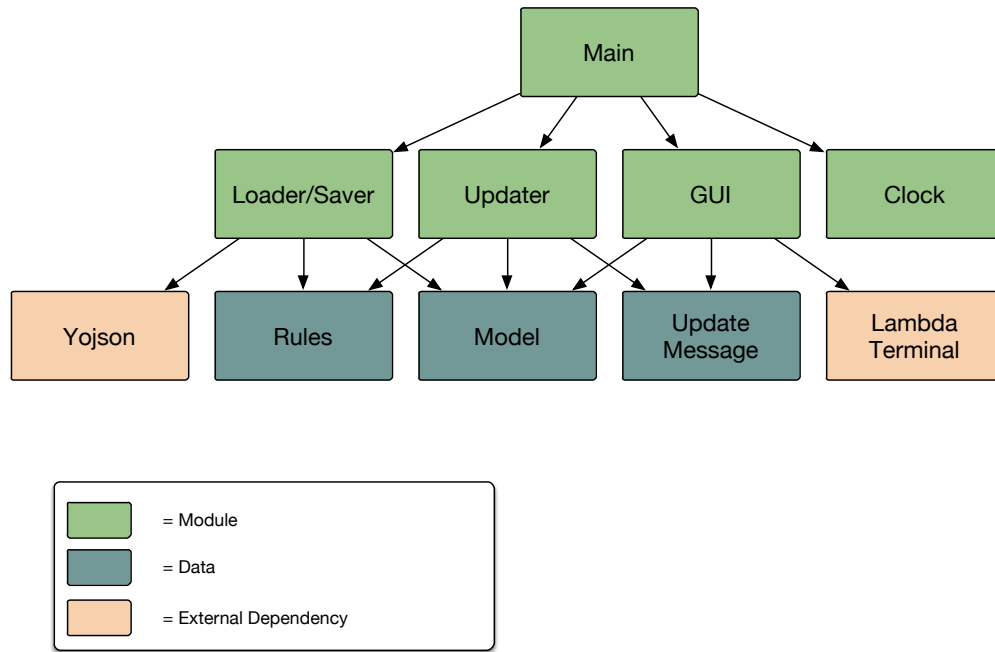 Main
Loader/Saver
Updater
GUI
Clock
Yojson
Rules
Model
Update
Message
Lambda
Terminal
= Module
= Data
= External Dependency